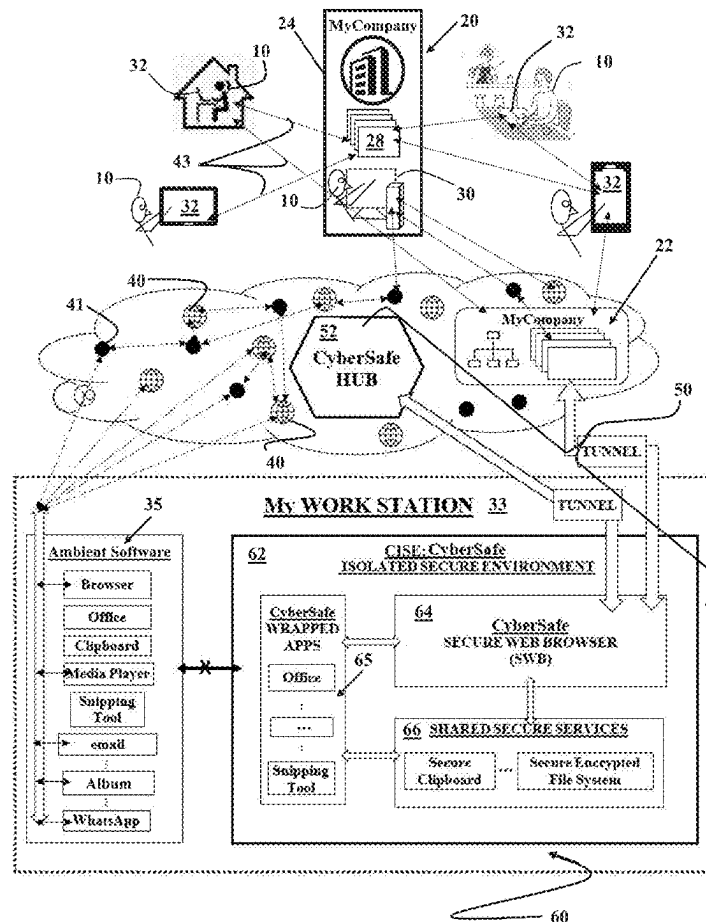 MyCompany
24
20
32
10
32
10
28
43
10
32
10
30
32
40
41
22
52
CyberSafe
HUB
MyCompany
40
50
TUNNEL
My WORK STATION 33
TUNNEL
35
Ambient Software
Browser
Office
Clipboard
Media Player
Snipping
Tool
email
Album
WhatsApp
62
CISE: CyberSafe
ISOLATED SECURE ENVIRONMENT
CyberSafe
WRAPPED
APPS
Office
65
...
Snipping
Tool
64
CyberSafe
SECURE WEB BROWSER
(SWB)
66 SHARED SECURE SERVICES
Secure
Clipboard
...
Secure Encrypted
File System
60